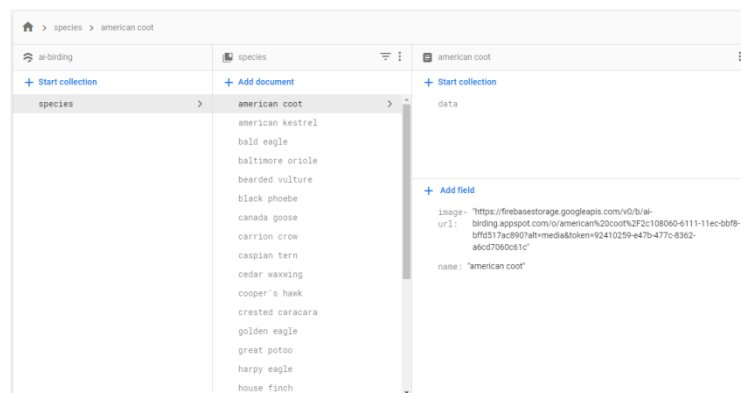 species > american coot
ai-birding
species
american coot
+ Start collection
+ Add document
+ Start collection
species
american coot
american kestrel
bald eagle
baltimore oriole
bearded vulture
black phoebe
canada goose
carrion crow
caspian tern
cedar waxwing
cooper's hawk
crested caracara
golden eagle
great potoo
harpy eagle
house finch
data
+ Add field
image-url: "https://firebasestorage.googleapis.com/v0/b/ai-
birding.appspot.com/o/american%20coot%2F2c108060-6111-11ec-bbf8-
bffd517ac890?alt=media&token=92410259-e47b-477c-8362-
a6cd7060c61c"
name: "american coot"